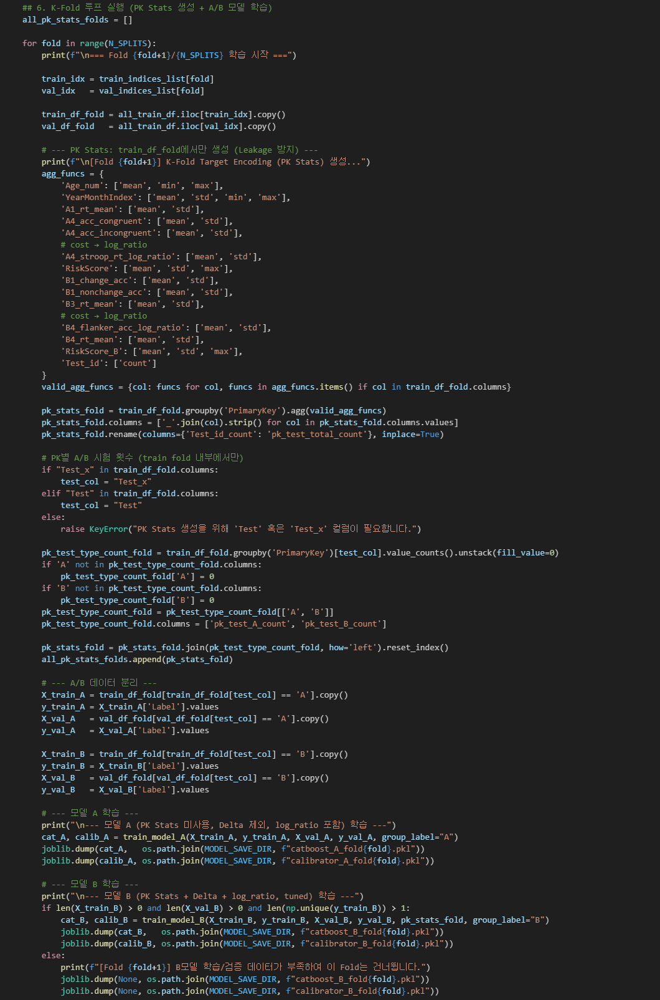 ## 6. K-Fold 루프 실행 (PK Stats 생성 + A/B 모델 학습)
all_pk_stats_folds = []
for fold in range(N_SPLITS):
    print(f"\n=== Fold {fold+1}/{N_SPLITS} 학습 시작 ===")
    train_idx = train_indices_list[fold]
    val_idx   = val_indices_list[fold]
    train_df_fold = all_train_df.iloc[train_idx].copy()
    val_df_fold   = all_train_df.iloc[val_idx].copy()
    # --- PK Stats: train_df_fold에서만 생성 (Leakage 방지) ---
    print(f"\n[Fold {fold+1}] K-Fold Target Encoding (PK Stats) 생성...")
    agg_funcs = {
        'Age_num': ['mean', 'min', 'max'],
        'YearMonthIndex': ['mean', 'std', 'min', 'max'],
        'A1_rt_mean': ['mean', 'std'],
        'A4_acc_congruent': ['mean', 'std'],
        'A4_acc_incongruent': ['mean', 'std'],
        # cost → log_ratio
        'A4_stroop_rt_log_ratio': ['mean', 'std'],
        'RiskScore': ['mean', 'std', 'max'],
        'B1_change_acc': ['mean', 'std'],
        'B1_nonchange_acc': ['mean', 'std'],
        'B3_rt_mean': ['mean', 'std'],
        # cost → log_ratio
        'B4_flanker_acc_log_ratio': ['mean', 'std'],
        'B4_rt_mean': ['mean', 'std'],
        'RiskScore_B': ['mean', 'std', 'max'],
        'Test_id': ['count']
    }
    valid_agg_funcs = {col: funcs for col, funcs in agg_funcs.items() if col in train_df_fold.columns}
    pk_stats_fold = train_df_fold.groupby('PrimaryKey').agg(valid_agg_funcs)
    pk_stats_fold.columns = ['_'.join(col).strip() for col in pk_stats_fold.columns.values]
    pk_stats_fold.rename(columns={'Test_id_count': 'pk_test_total_count'}, inplace=True)
    # PK별 A/B 시험 횟수 (train fold 내부에서만)
    if "Test_x" in train_df_fold.columns:
        test_col = "Test_x"
    elif "Test" in train_df_fold.columns:
        test_col = "Test"
    else:
        raise KeyError("PK Stats 생성을 위해 'Test' 혹은 'Test_x' 컬럼이 필요합니다.")
    pk_test_type_count_fold = train_df_fold.groupby('PrimaryKey')[test_col].value_counts().unstack(fill_value=0)
    if 'A' not in pk_test_type_count_fold.columns:
        pk_test_type_count_fold['A'] = 0
    if 'B' not in pk_test_type_count_fold.columns:
        pk_test_type_count_fold['B'] = 0
    pk_test_type_count_fold = pk_test_type_count_fold[['A', 'B']]
    pk_test_type_count_fold.columns = ['pk_test_A_count', 'pk_test_B_count']
    pk_stats_fold = pk_stats_fold.join(pk_test_type_count_fold, how='left').reset_index()
    all_pk_stats_folds.append(pk_stats_fold)
    # --- A/B 데이터 분리 ---
    X_train_A = train_df_fold[train_df_fold[test_col] == 'A'].copy()
    y_train_A = X_train_A['Label'].values
    X_val_A   = val_df_fold[val_df_fold[test_col] == 'A'].copy()
    y_val_A   = X_val_A['Label'].values
    X_train_B = train_df_fold[train_df_fold[test_col] == 'B'].copy()
    y_train_B = X_train_B['Label'].values
    X_val_B   = val_df_fold[val_df_fold[test_col] == 'B'].copy()
    y_val_B   = X_val_B['Label'].values
    # --- 모델 A 학습 ---
    print("\n--- 모델 A (PK Stats 미사용, Delta 제외, log_ratio 포함) 학습 ---")
    cat_A, calib_A = train_model_A(X_train_A, y_train_A, X_val_A, y_val_A, group_label="A")
    joblib.dump(cat_A,   os.path.join(MODEL_SAVE_DIR, f"catboost_A_fold{fold}.pkl"))
    joblib.dump(calib_A, os.path.join(MODEL_SAVE_DIR, f"calibrator_A_fold{fold}.pkl"))
    # --- 모델 B 학습 ---
    print("\n--- 모델 B (PK Stats + Delta + log_ratio, tuned) 학습 ---")
    if len(X_train_B) > 0 and len(X_val_B) > 0 and len(np.unique(y_train_B)) > 1:
        cat_B, calib_B = train_model_B(X_train_B, y_train_B, X_val_B, y_val_B, pk_stats_fold, group_label="B")
        joblib.dump(cat_B,   os.path.join(MODEL_SAVE_DIR, f"catboost_B_fold{fold}.pkl"))
        joblib.dump(calib_B, os.path.join(MODEL_SAVE_DIR, f"calibrator_B_fold{fold}.pkl"))
    else:
        print(f"[Fold {fold+1}] B모델 학습/검증 데이터가 부족하여 이 Fold는 건너뜁니다.")
        joblib.dump(None, os.path.join(MODEL_SAVE_DIR, f"catboost_B_fold{fold}.pkl"))
        joblib.dump(None, os.path.join(MODEL_SAVE_DIR, f"calibrator_B_fold{fold}.pkl"))